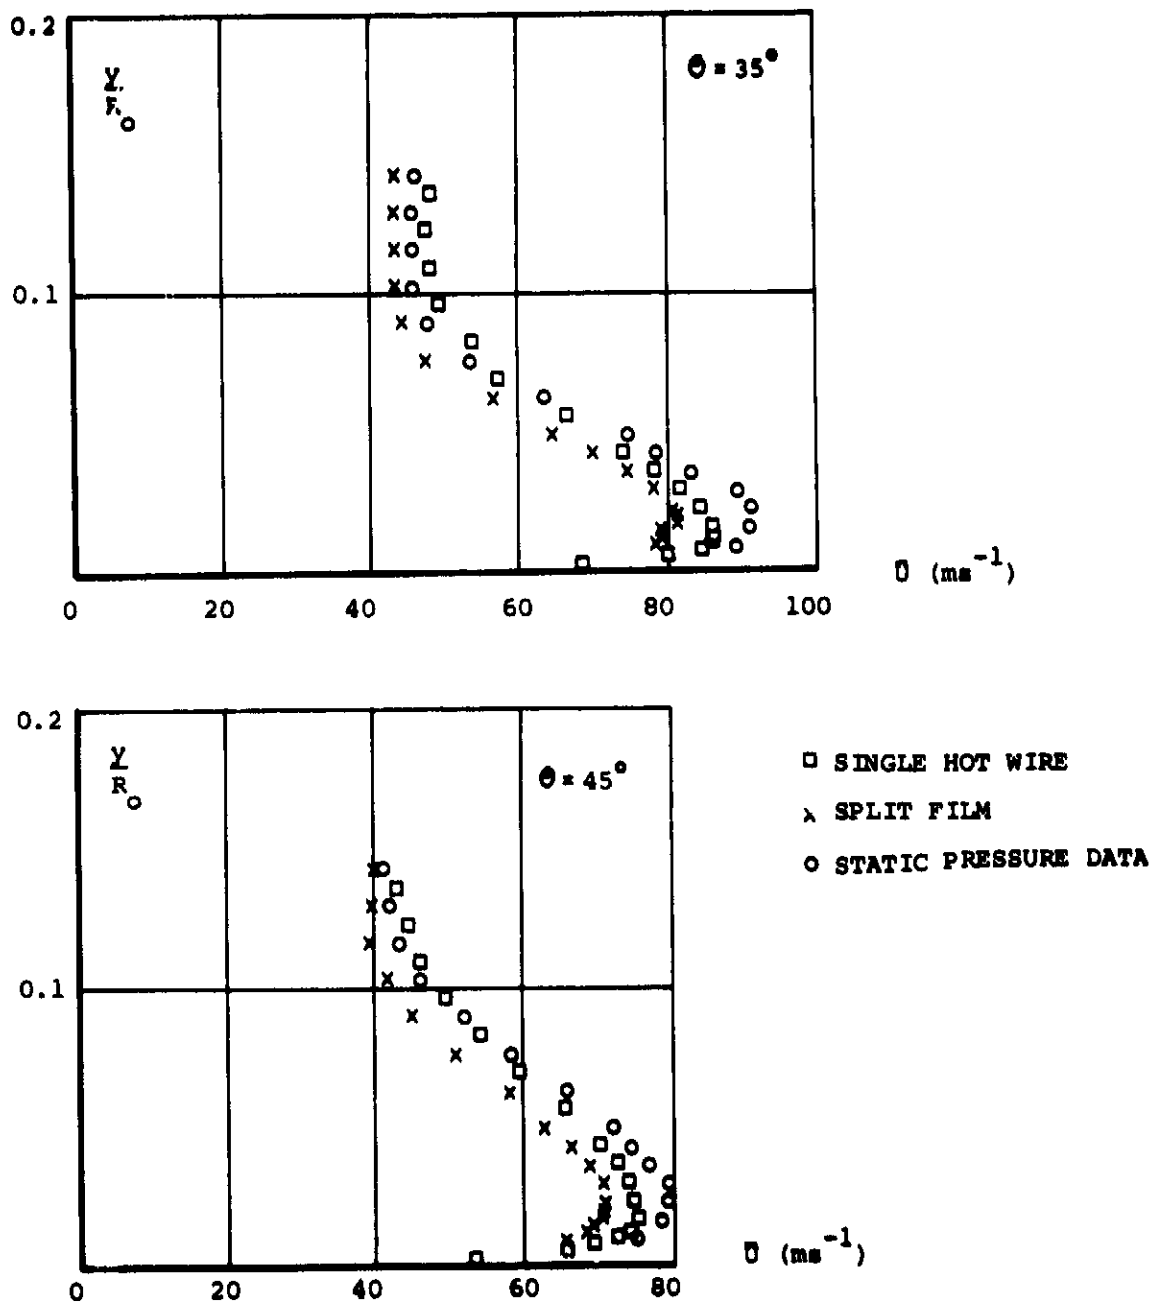 0.2
Y
R₀
θ = 35°
0.1
Ū (ms⁻¹)
0 20 40 60 80 100
0.2
Y
R₀
θ = 45°
□ SINGLE HOT WIRE
x SPLIT FILM
○ STATIC PRESSURE DATA
0.1
Ū (ms⁻¹)
0 20 40 60 80